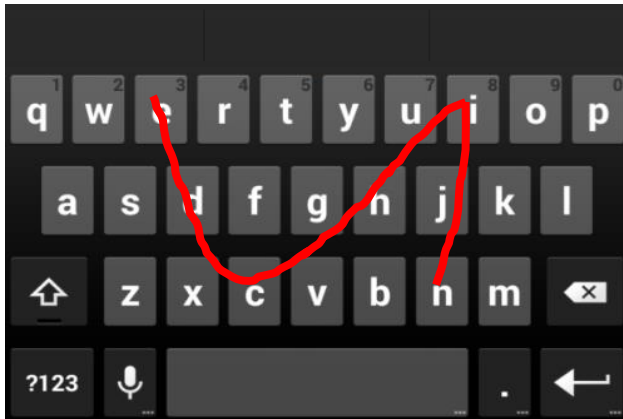 1 2 3 4 5 6 7 8 9 0
q w e r t y u i o p
a s d f g h j k l
z x c v b n m
?123 .